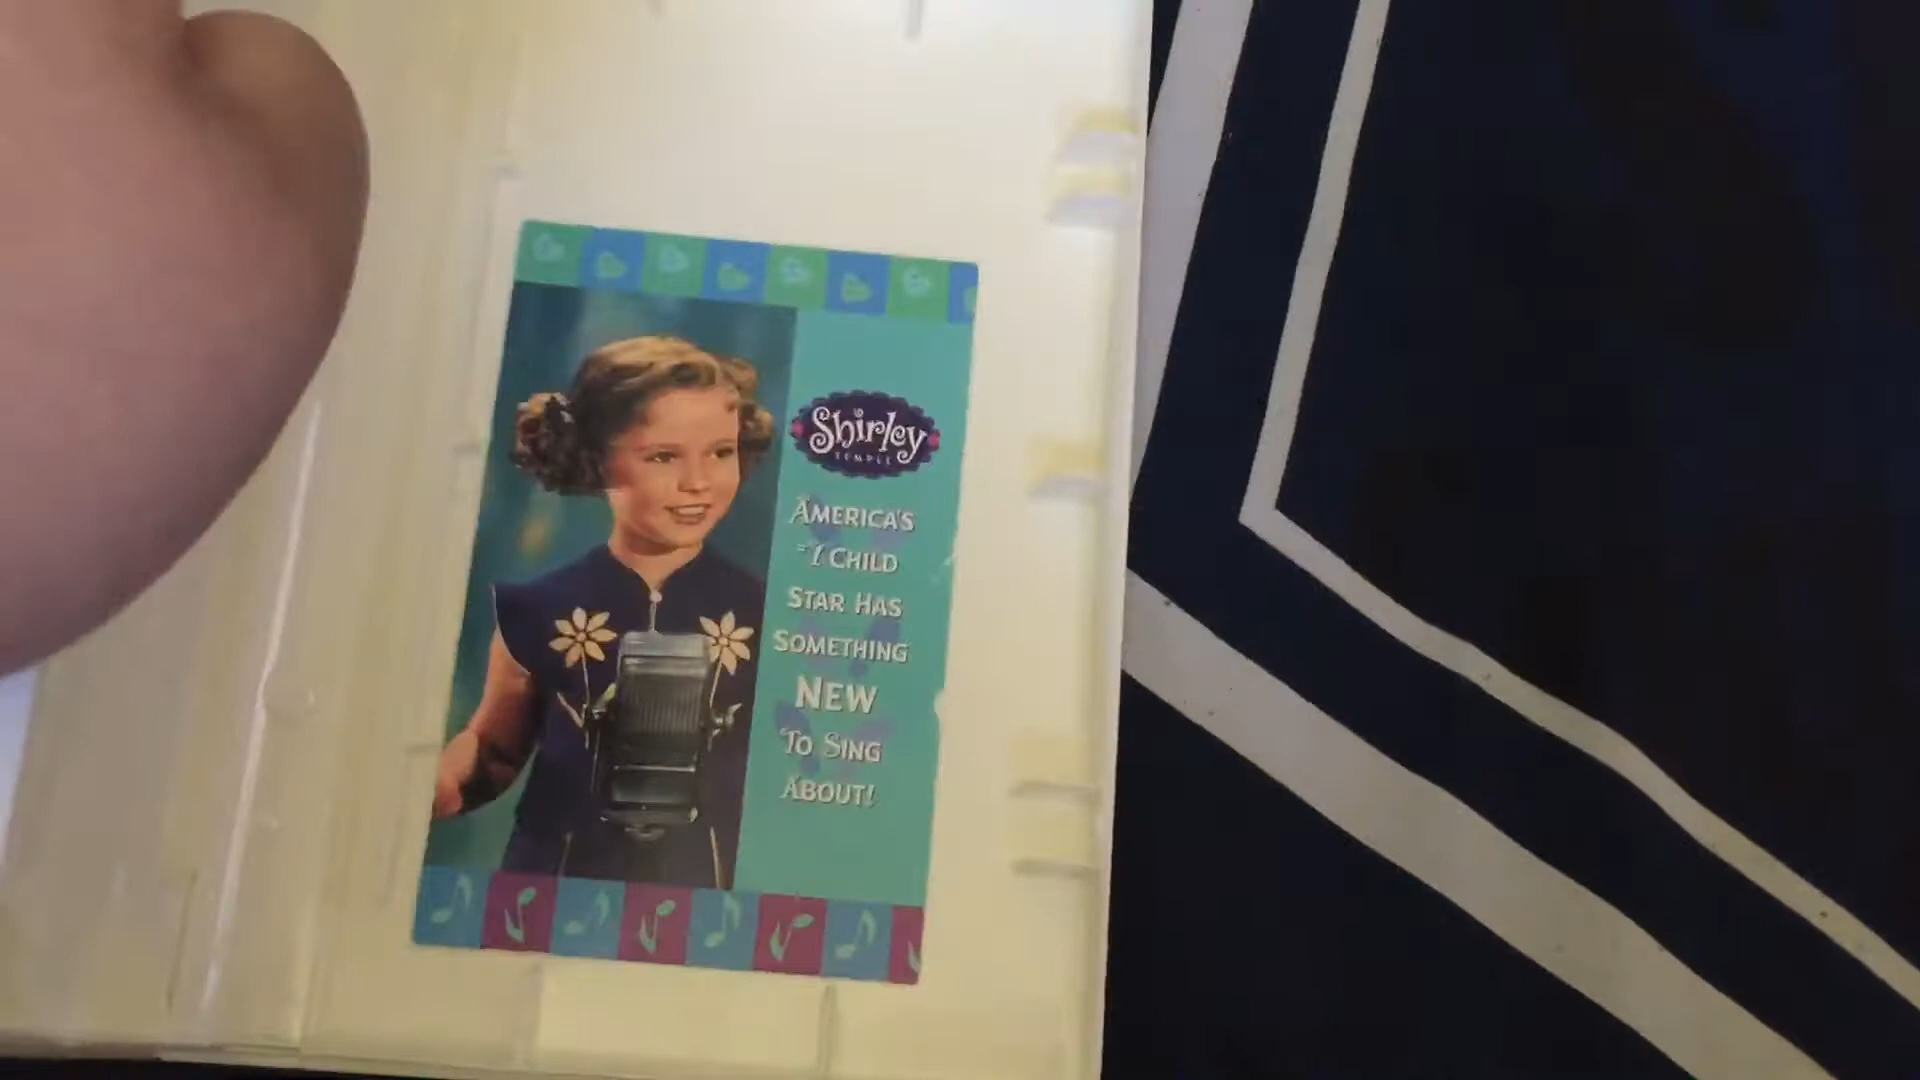 Shirley
TEMPLE
AMERICA'S
#1 CHILD
STAR HAS
SOMETHING
NEW
TO SING
ABOUT!